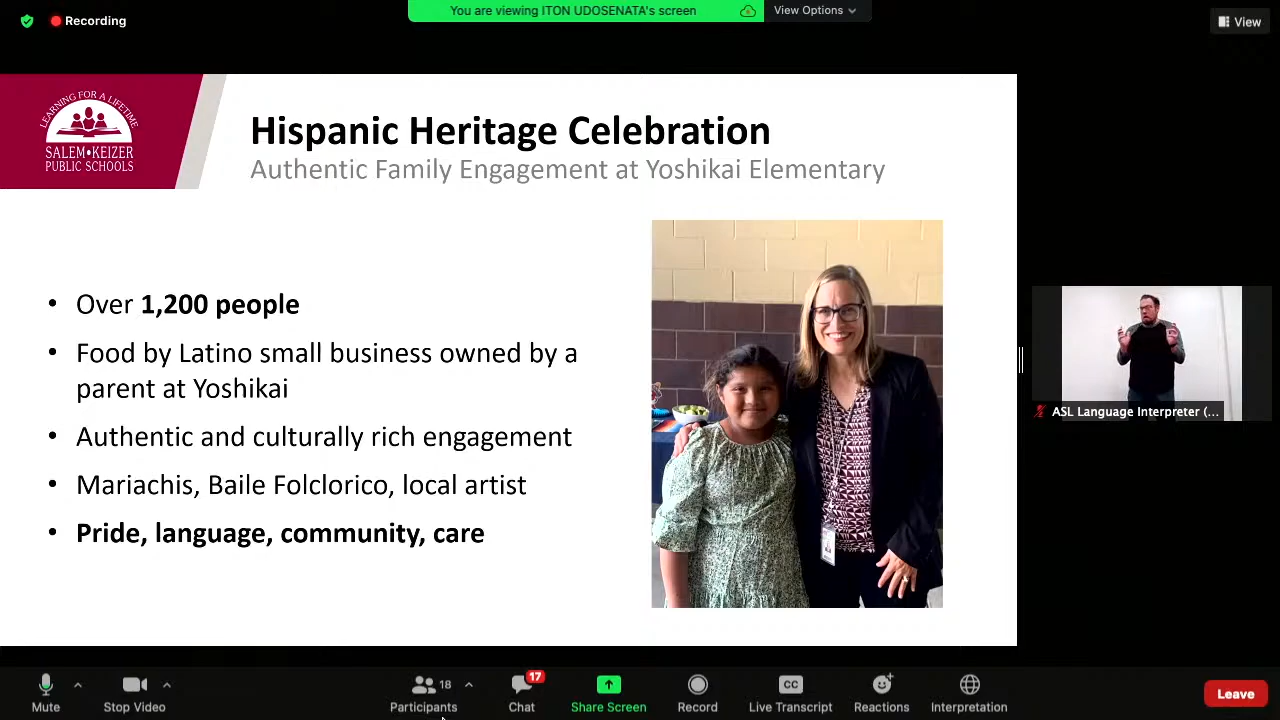 Recording
You are viewing ITON UDOSENATA's screen
View Options
View
LEARNING FOR A LIFETIME
SALEM•KEIZER
PUBLIC SCHOOLS
Hispanic Heritage Celebration
Authentic Family Engagement at Yoshikai Elementary
• Over 1,200 people
• Food by Latino small business owned by a
parent at Yoshikai
• Authentic and culturally rich engagement
• Mariachis, Baile Folclorico, local artist
• Pride, language, community, care
ASL Language Interpreter (...
Mute
Stop Video
18
Participants
17
Chat
Share Screen
Record
CC
Live Transcript
Reactions
Interpretation
Leave